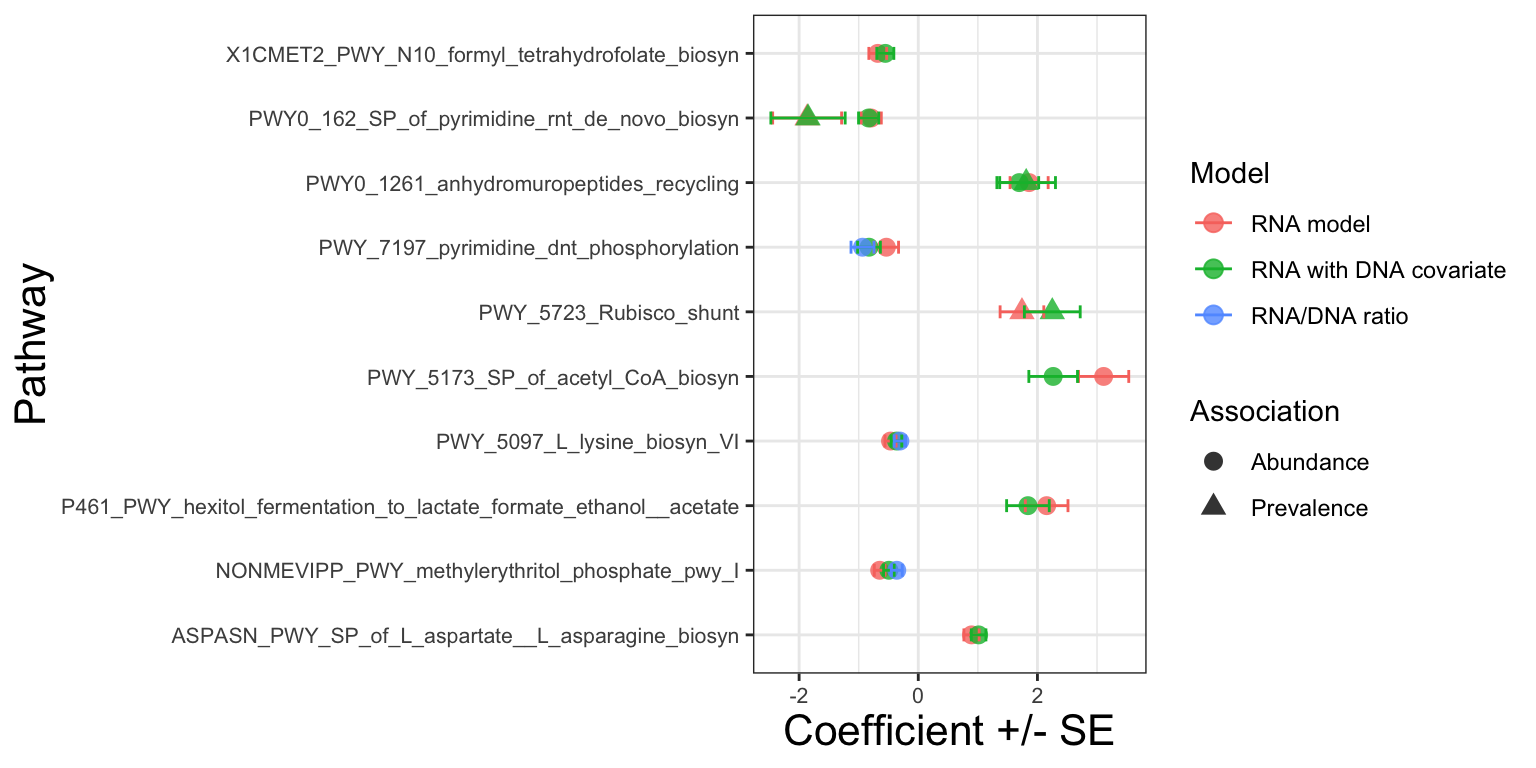 X1CMET2_PWY_N10_formyl_tetrahydrofolate_biosyn
PWY0_162_SP_of_pyrimidine_rnt_de_novo_biosyn
PWY0_1261_anhydromuropeptides_recycling
PWY_7197_pyrimidine_dnt_phosphorylation
PWY_5723_Rubisco_shunt
PWY_5173_SP_of_acetyl_CoA_biosyn
PWY_5097_L_lysine_biosyn_VI
P461_PWY_hexitol_fermentation_to_lactate_formate_ethanol__acetate
NONMEVIPP_PWY_methylerythritol_phosphate_pwy_I
ASPASN_PWY_SP_of_L_aspartate__L_asparagine_biosyn
Pathway
-2 0 2
Coefficient +/- SE
Model
RNA model
RNA with DNA covariate
RNA/DNA ratio
Association
Abundance
Prevalence